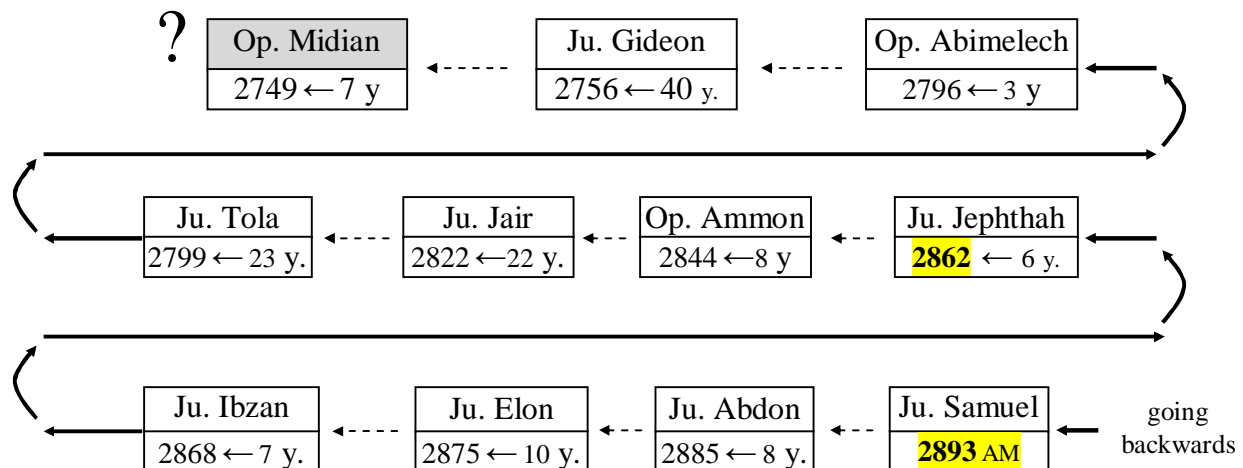 ?
Op. Midian
2749 ← 7 y
Ju. Gideon
2756 ← 40 y.
Op. Abimelech
2796 ← 3 y
Ju. Tola
2799 ← 23 y.
Ju. Jair
2822 ← 22 y.
Op. Ammon
2844 ← 8 y
Ju. Jephthah
2862 ← 6 y.
Ju. Ibzan
2868 ← 7 y.
Ju. Elon
2875 ← 10 y.
Ju. Abdon
2885 ← 8 y.
Ju. Samuel
2893 AM
going
backwards